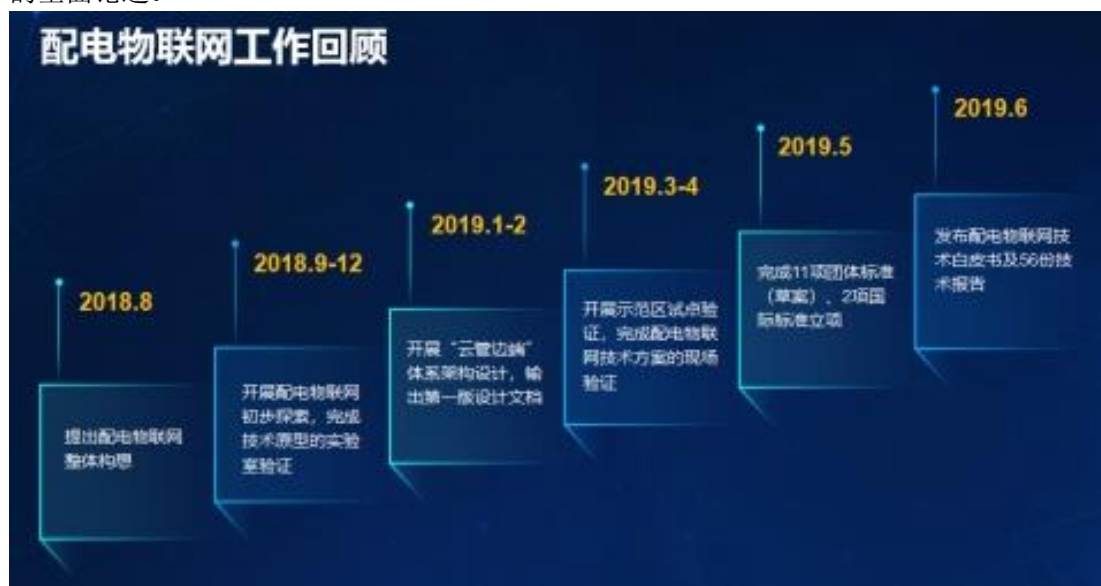 配电物联网工作回顾
2018.8
提出配电物联网
整体构想
2018.9-12
开展配电物联网
初步探索，完成
技术原型的实验
室验证
2019.1-2
开展“云管边端”
体系架构设计，输
出第一版设计文档
2019.3-4
开展示范区试点验
证，完成配电物联
网技术方案的现场
验证
2019.5
完成11项团体标准
（草案）、2项国
际标准立项
2019.6
发布配电物联网技
术白皮书及56份技
术报告